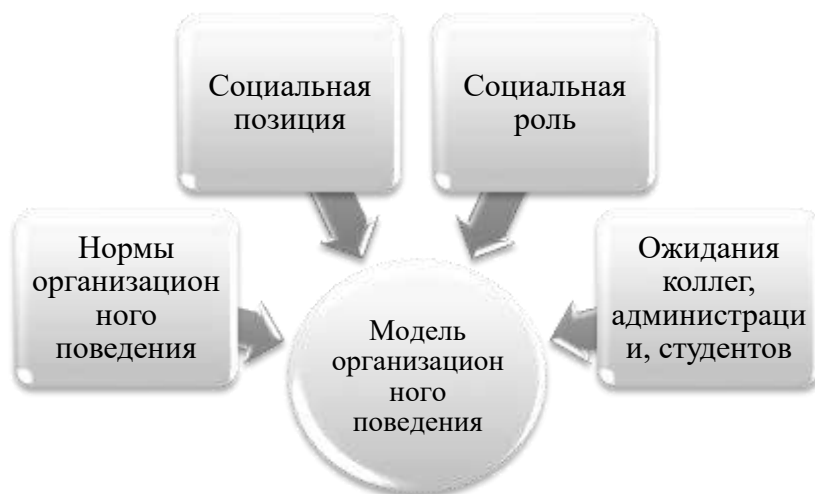 Социальная
позиция
Социальная
роль
Нормы
организацион
ного
поведения
Ожидания
коллег,
администраци
и, студентов
Модель
организацион
ного
поведения